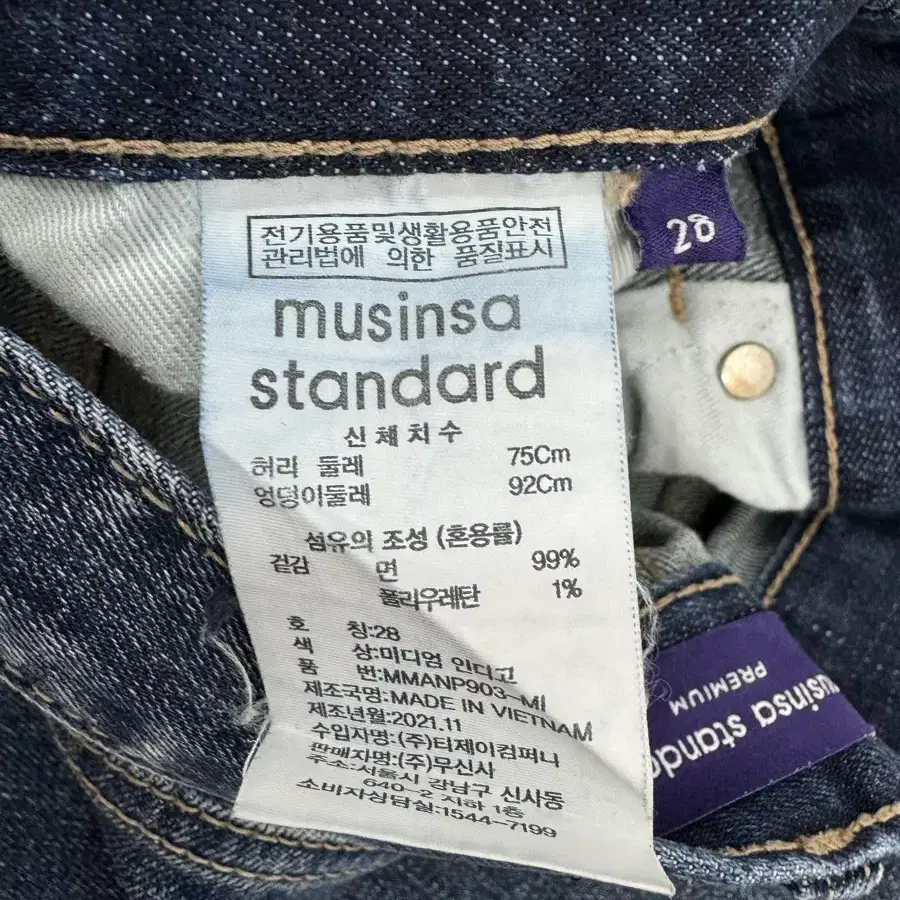 전기용품및생활용품안전
관리법에 의한 품질표시
musinsa
standard
신체치수
허리 둘레 75Cm
엉덩이둘레 92Cm
섬유의 조성 (혼용률)
겉감 면 99%
폴리우레탄 1%
호 칭:28
색 상:미디엄 인디고
품 번:MMANP903-MI
제조국명:MADE IN VIETNAM
제조년월:2021.11
수입자명:(주)티제이컴퍼니
판매자명:(주)무신사
주소:서울시 강남구 신사동
640-2 지하 1층
소비자상담실:1544-7199
28
musinsa standa
PREMIUM